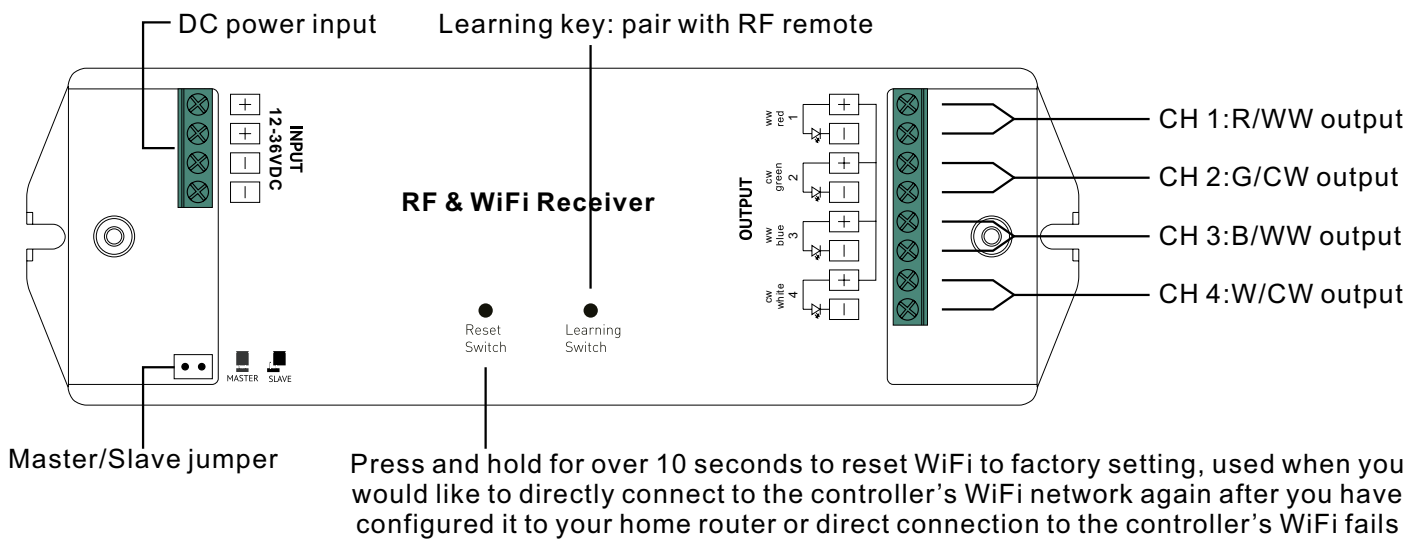 DC power input
Learning key: pair with RF remote
+
+
−
−
INPUT
12-36VDC
RF & WiFi Receiver
OUTPUT
ww
red
1
+
−
cw
green
2
+
−
ww
blue
3
+
−
cw
white
4
+
−
CH 1:R/WW output
CH 2:G/CW output
CH 3:B/WW output
CH 4:W/CW output
Reset
Switch
Learning
Switch
MASTER
SLAVE
Master/Slave jumper
Press and hold for over 10 seconds to reset WiFi to factory setting, used when you
would like to directly connect to the controller’s WiFi network again after you have
configured it to your home router or direct connection to the controller’s WiFi fails